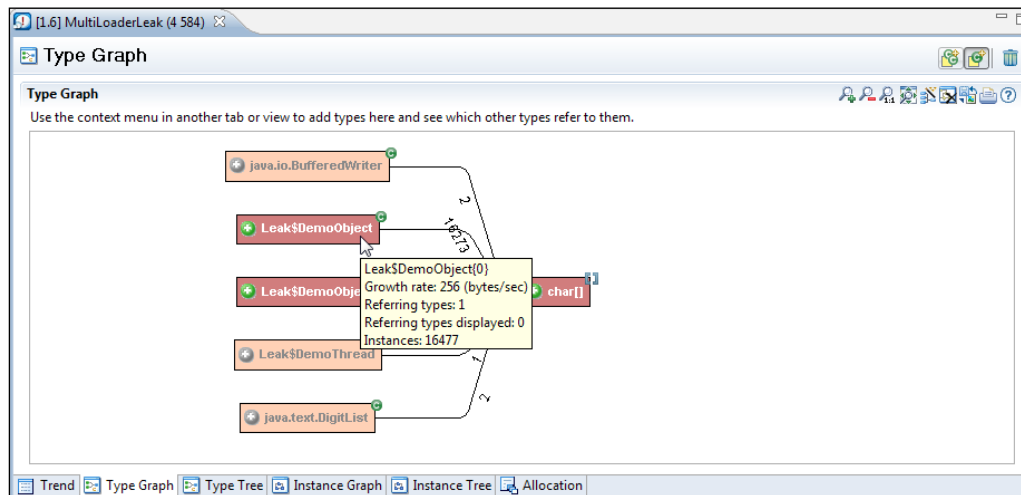 [1.6] MultiLoaderLeak (4 584)
Type Graph
Type Graph
Use the context menu in another tab or view to add types here and see which other types refer to them.
java.io.BufferedWriter
2
Leak$DemoObject
16273
Leak$DemoObje
char[]
Leak$DemoObject{0}
Growth rate: 256 (bytes/sec)
Referring types: 1
Referring types displayed: 0
Instances: 16477
Leak$DemoThread
1
java.text.DigitList
2
Trend Type Graph Type Tree Instance Graph Instance Tree Allocation